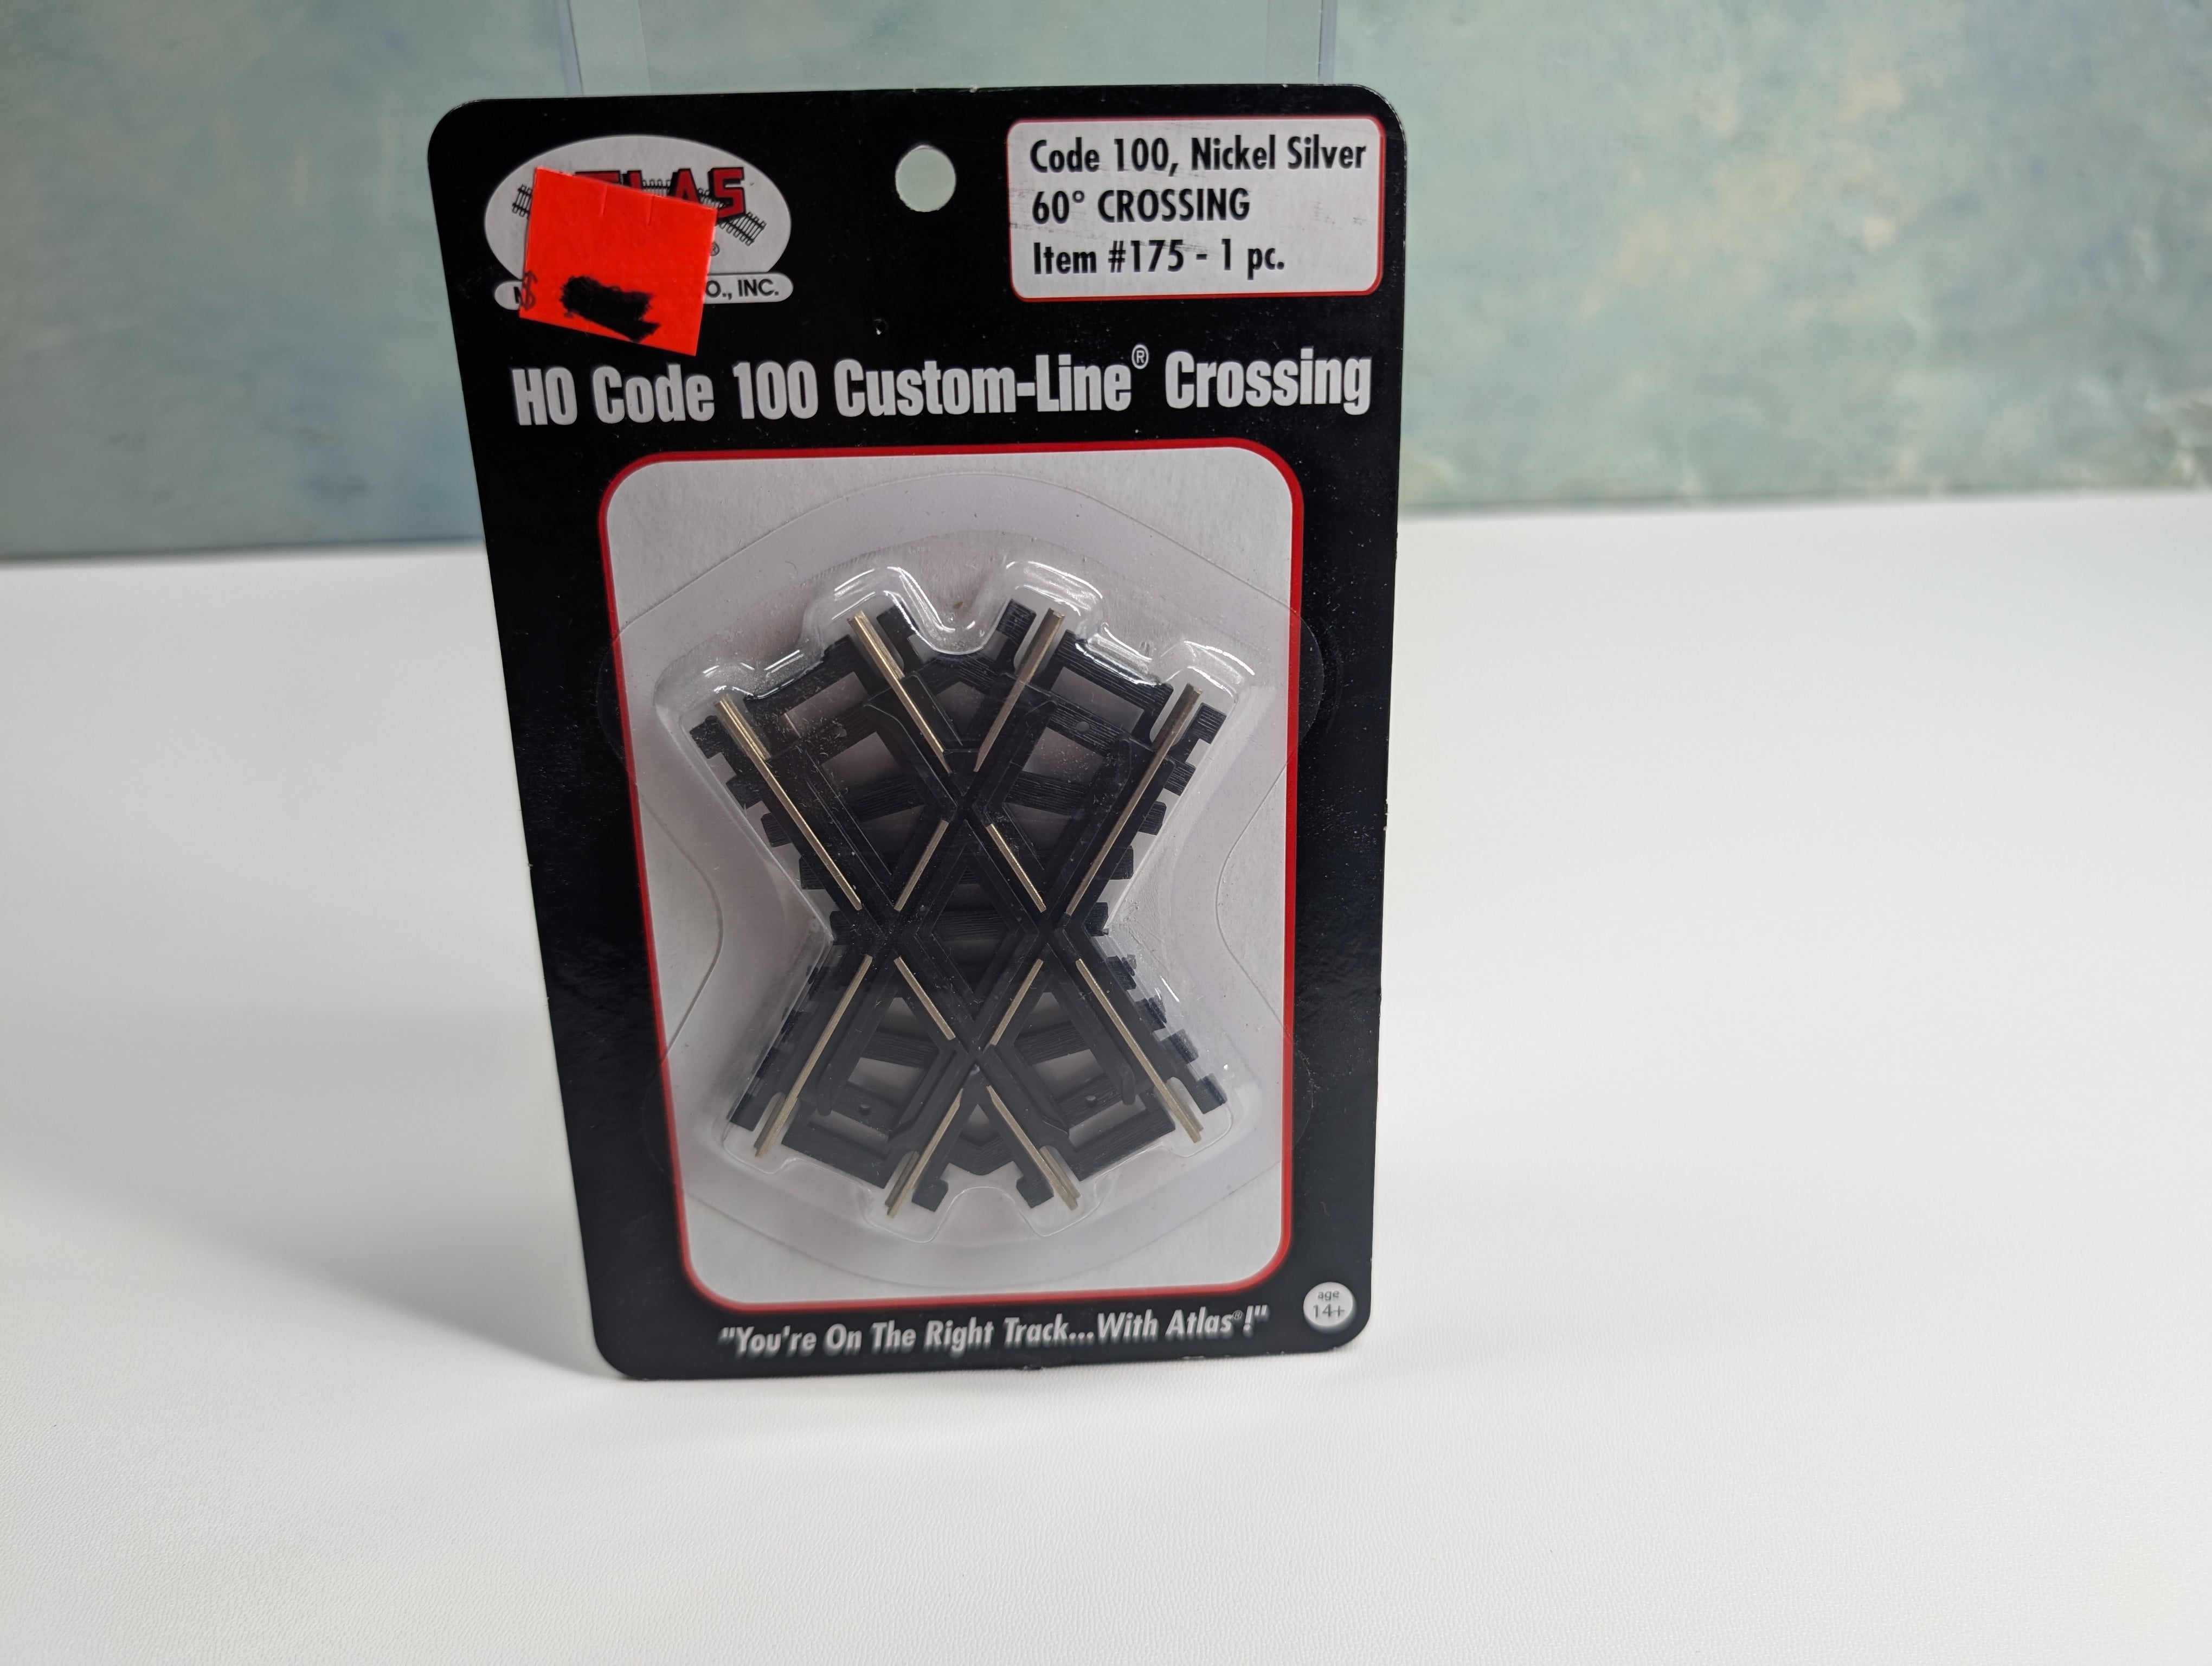 O., INC.
$
Code 100, Nickel Silver
60° CROSSING
Item #175 - 1 pc.
HO Code 100 Custom-Line® Crossing
"You're On The Right Track...With Atlas®!"
age
14+